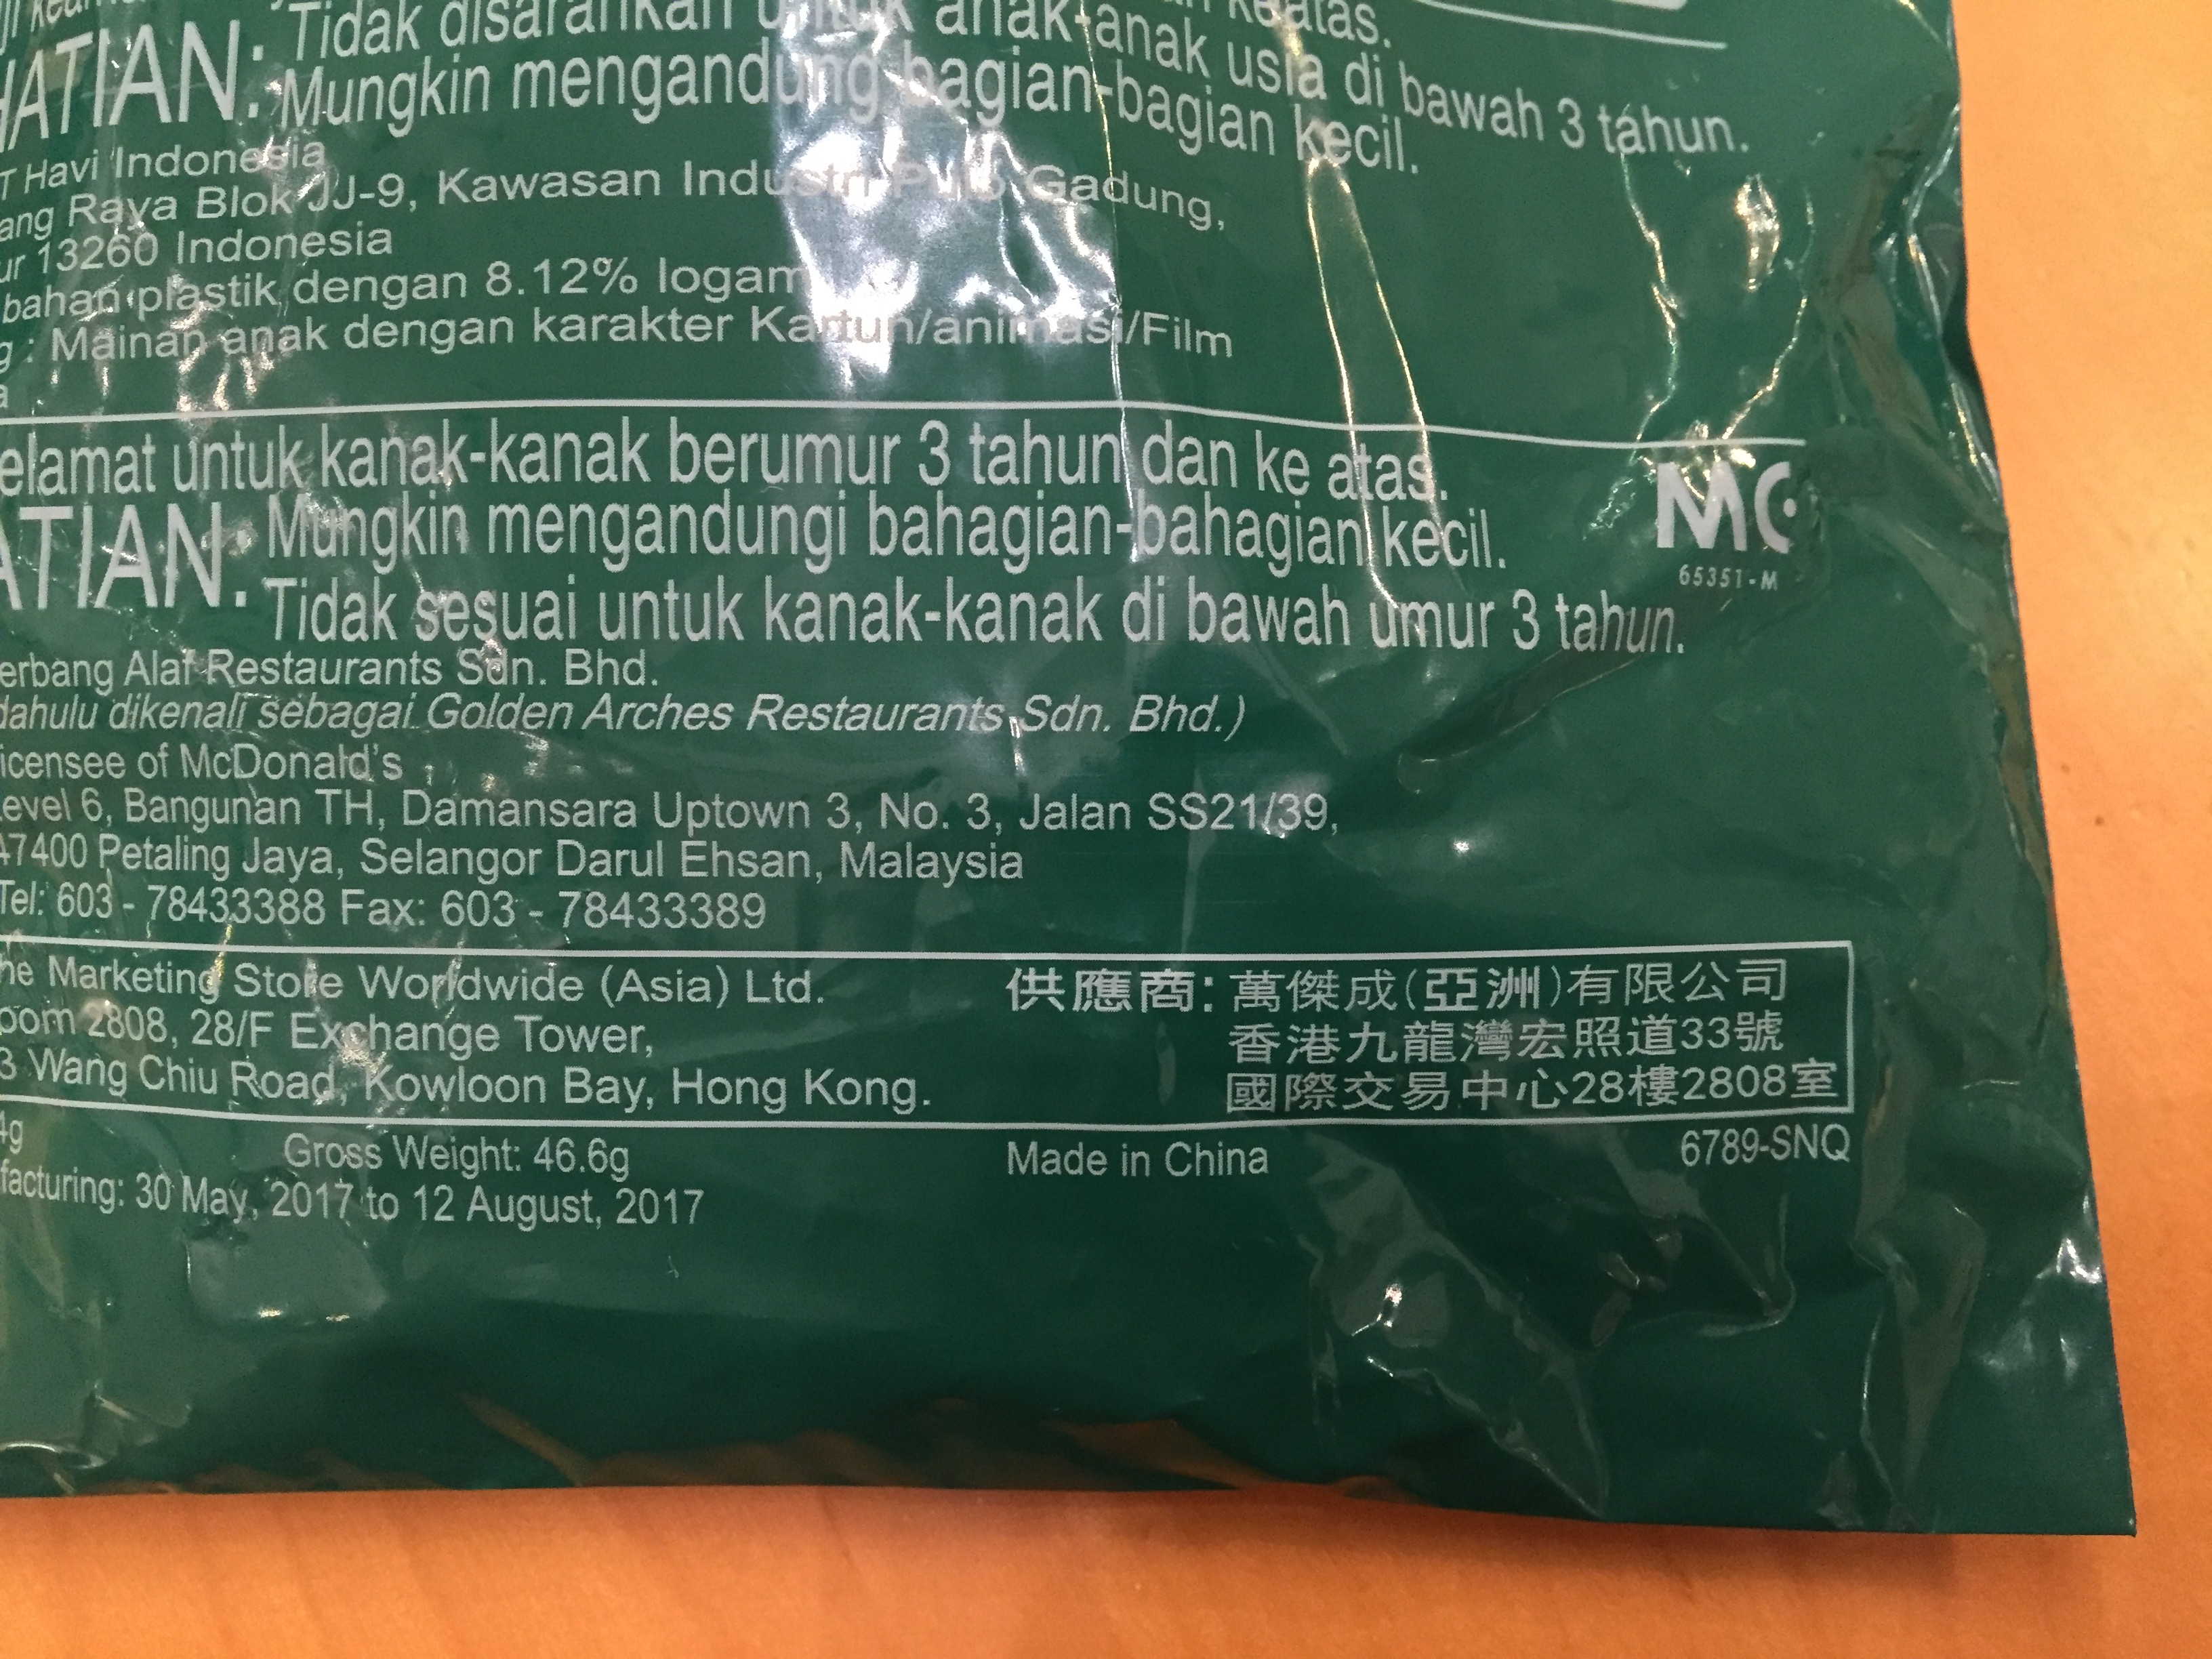 HATIAN: Tidak disarankan untuk anak-anak usia di bawah 3 tahun.
Mungkin mengandung bagian-bagian kecil.
T Havi Indonesia
ang Raya Blok JJ-9, Kawasan Industri Pulo Gadung,
ur 13260 Indonesia
bahan plastik dengan 8.12% logam
g : Mainan anak dengan karakter Kartun/animasi/Film
elamat untuk kanak-kanak berumur 3 tahun dan ke atas.
ATIAN: Mungkin mengandungi bahagian-bahagian kecil.
Tidak sesuai untuk kanak-kanak di bawah umur 3 tahun.
MC
65351-M
erbang Alaf Restaurants Sdn. Bhd.
dahulu dikenali sebagai Golden Arches Restaurants Sdn. Bhd.)
icensee of McDonald's
Level 6, Bangunan TH, Damansara Uptown 3, No. 3, Jalan SS21/39,
47400 Petaling Jaya, Selangor Darul Ehsan, Malaysia
Tel: 603 - 78433388 Fax: 603 - 78433389
he Marketing Store Worldwide (Asia) Ltd.
oom 2808, 28/F Exchange Tower,
3 Wang Chiu Road, Kowloon Bay, Hong Kong.
供應商: 萬傑成(亞洲)有限公司
香港九龍灣宏照道33號
國際交易中心28樓2808室
4g Gross Weight: 46.6g Made in China 6789-SNQ
facturing: 30 May, 2017 to 12 August, 2017